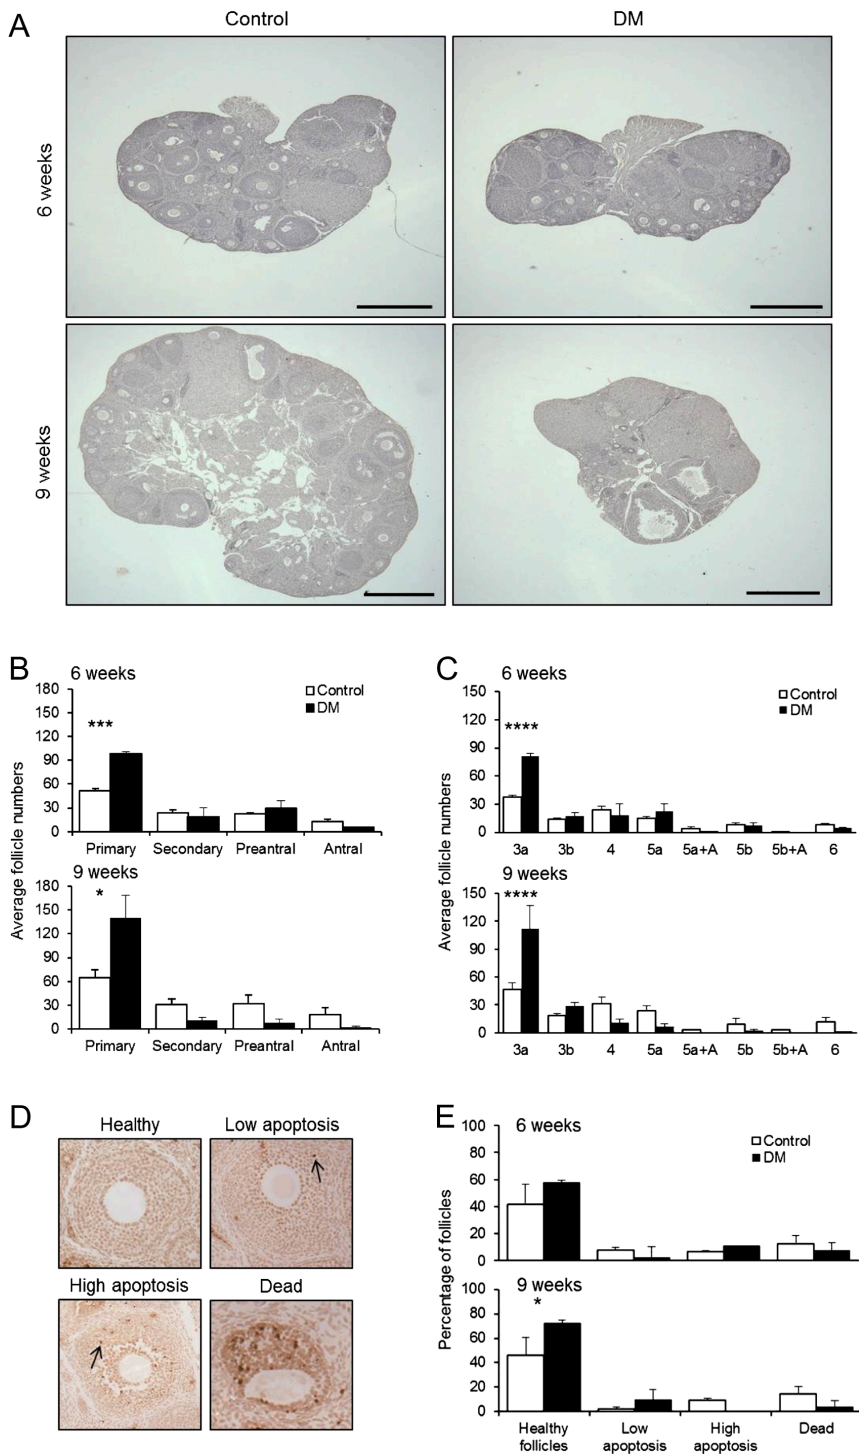 A
Control DM
6 weeks
9 weeks
B
6 weeks
Average follicle numbers
180
150
120
90
60
30
0
Control
DM
***
Primary Secondary Preantral Antral
9 weeks
180
150
120
90
60
30
0
*
Primary Secondary Preantral Antral
C
6 weeks
Average follicle numbers
150
120
90
60
30
0
Control
DM
****
3a 3b 4 5a 5a+A 5b 5b+A 6
9 weeks
150
120
90
60
30
0
****
3a 3b 4 5a 5a+A 5b 5b+A 6
D
Healthy Low apoptosis
High apoptosis Dead
E
6 weeks
Percentage of follicles
100
80
60
40
20
0
Control
DM
9 weeks
100
80
60
40
20
0
*
Healthy follicles Low apoptosis High apoptosis Dead